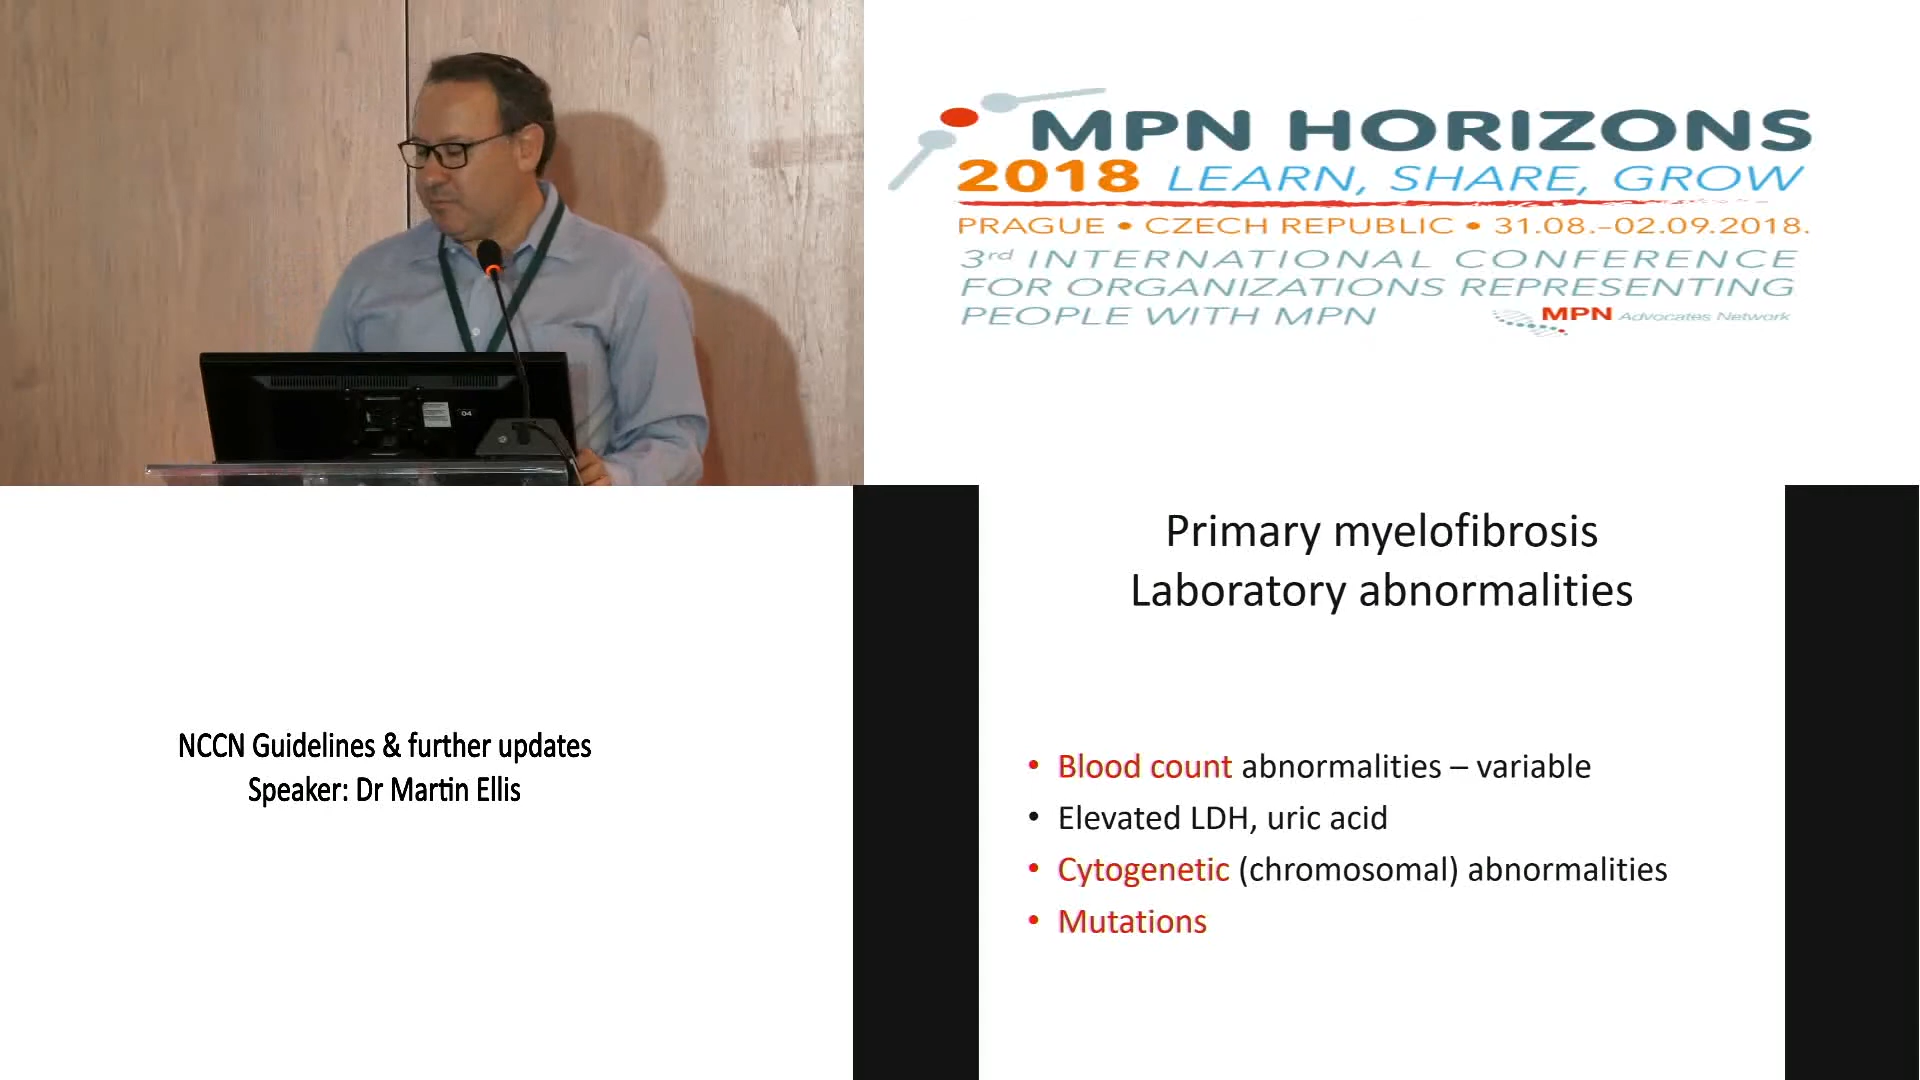 MPN HORIZONS
2018 LEARN, SHARE, GROW
PRAGUE • CZECH REPUBLIC • 31.08.–02.09.2018.
3rd INTERNATIONAL CONFERENCE
FOR ORGANIZATIONS REPRESENTING
PEOPLE WITH MPN
MPN Advocates Network
04
NCCN Guidelines & further updates
Speaker: Dr Martin Ellis
Primary myelofibrosis
Laboratory abnormalities
• Blood count abnormalities – variable
• Elevated LDH, uric acid
• Cytogenetic (chromosomal) abnormalities
• Mutations